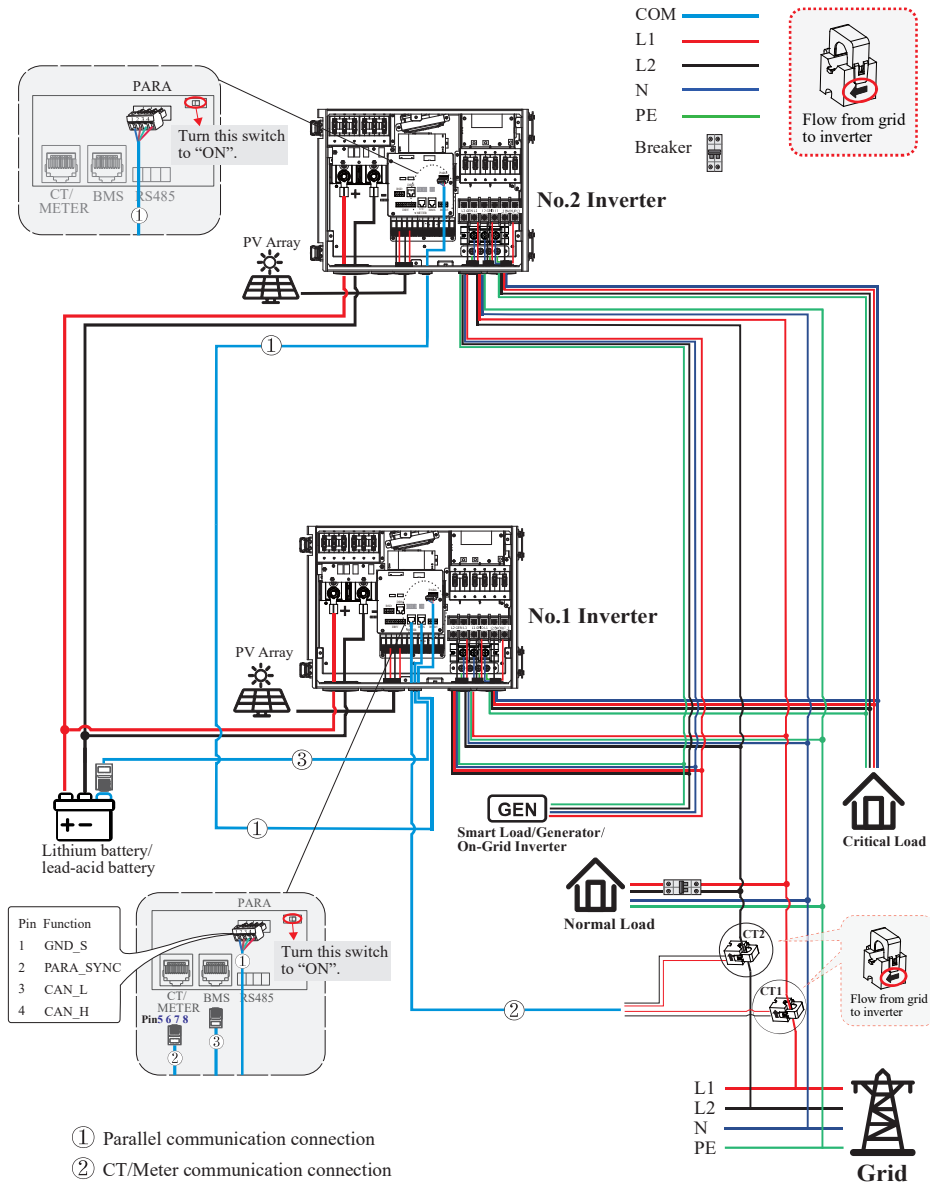 COM
L1
L2
N
PE
Breaker
Flow from grid
to inverter
PARA
Turn this switch
to “ON”.
CT/
METER
BMS
RS485
①
No.2 Inverter
PV Array
①
No.1 Inverter
PV Array
③
①
Lithium battery/
lead-acid battery
GEN
Smart Load/Generator/
On-Grid Inverter
Critical Load
Normal Load
CT2
CT1
Flow from grid
to inverter
②
PARA
Pin Function
1 GND_S
2 PARA_SYNC
3 CAN_L
4 CAN_H
①
Turn this switch
to “ON”.
CT/
METER
BMS
RS485
Pin5 6 7 8
②
③
L1
L2
N
PE
Grid
① Parallel communication connection
② CT/Meter communication connection